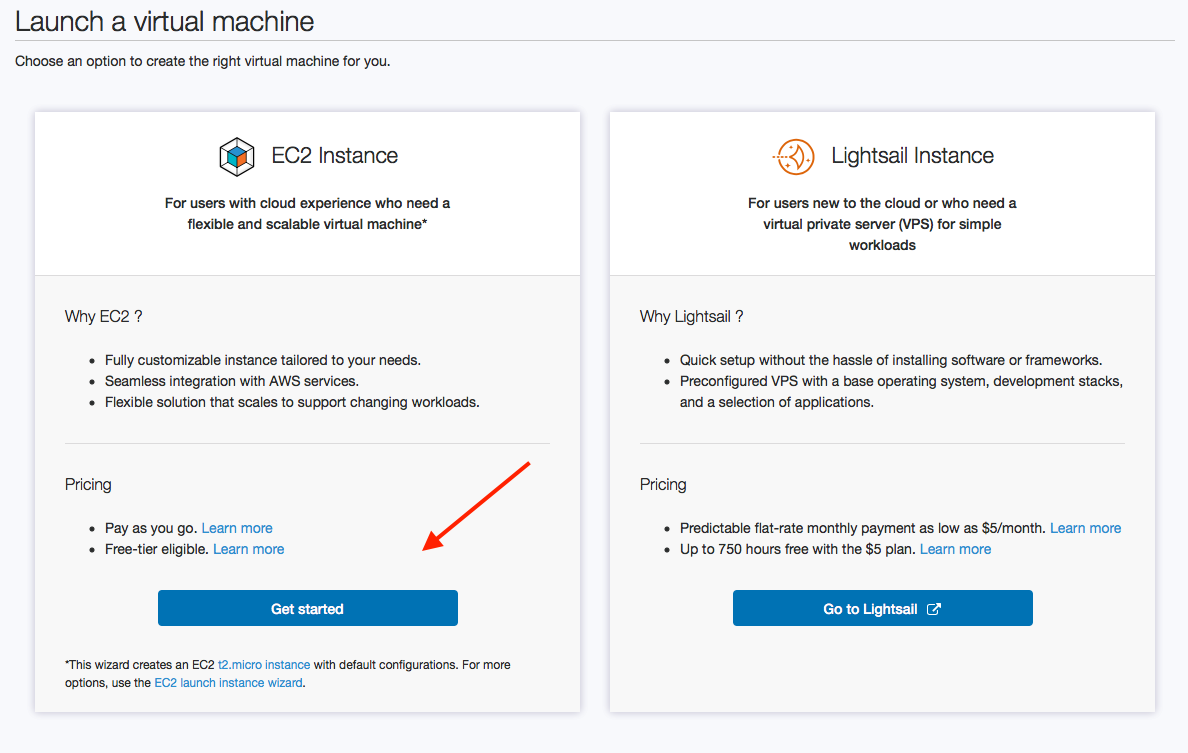 Launch a virtual machine
Choose an option to create the right virtual machine for you.
EC2 Instance
For users with cloud experience who need a
flexible and scalable virtual machine*
Why EC2 ?
Fully customizable instance tailored to your needs.
Seamless integration with AWS services.
Flexible solution that scales to support changing workloads.
Pricing
Pay as you go. Learn more
Free-tier eligible. Learn more
Get started
*This wizard creates an EC2 t2.micro instance with default configurations. For more
options, use the EC2 launch instance wizard.
Lightsail Instance
For users new to the cloud or who need a
virtual private server (VPS) for simple
workloads
Why Lightsail ?
Quick setup without the hassle of installing software or frameworks.
Preconfigured VPS with a base operating system, development stacks,
and a selection of applications.
Pricing
Predictable flat-rate monthly payment as low as $5/month. Learn more
Up to 750 hours free with the $5 plan. Learn more
Go to Lightsail